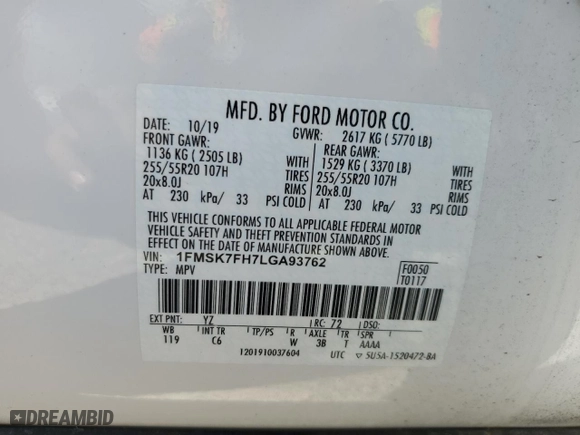 MFD. BY FORD MOTOR CO.
DATE: 10/19 GVWR: 2617 KG (5770 LB)
FRONT GAWR: REAR GAWR:
1136 KG (2505 LB) WITH 1529 KG (3370 LB) WITH
255/55R20 107H TIRES 255/55R20 107H TIRES
20x8.0J RIMS 20x8.0J RIMS
AT 230 kPa/ 33 PSI COLD AT 230 kPa/ 33 PSI COLD
THIS VEHICLE CONFORMS TO ALL APPLICABLE FEDERAL MOTOR
VEHICLE SAFETY AND THEFT PREVENTION STANDARDS IN
EFFECT ON THE DATE OF MANUFACTURE SHOWN ABOVE.
VIN: 1FMSK7FH7LGA93762 F0050
TYPE: MPV T0117
EXT PNT: YZ RC: 72 DSO:
WB INT TR TP/PS R AXLE TR SPR
119 C6 W 3B T AAAA
1201910037604 UTC 5U5A-1520472-BA
DREAMBID